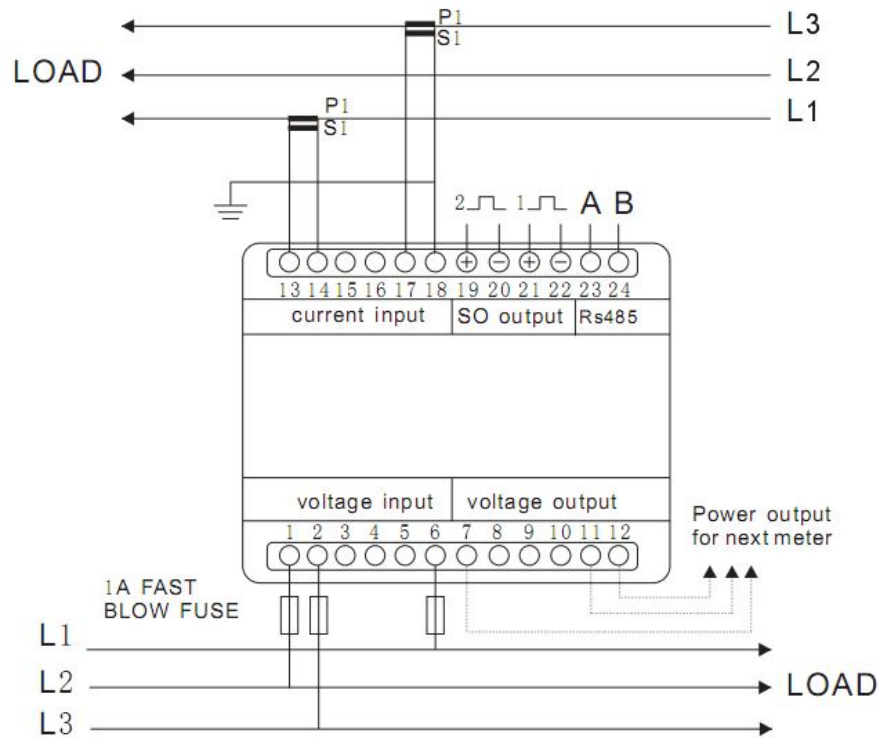 P1 L3
S1
LOAD L2
P1 L1
S1
2 1 A B
+ − + −
13 14 15 16 17 18 19 20 21 22 23 24
current input SO output Rs485
voltage input voltage output
1 2 3 4 5 6 7 8 9 10 11 12
Power output
for next meter
1A FAST
BLOW FUSE
L1
L2 LOAD
L3